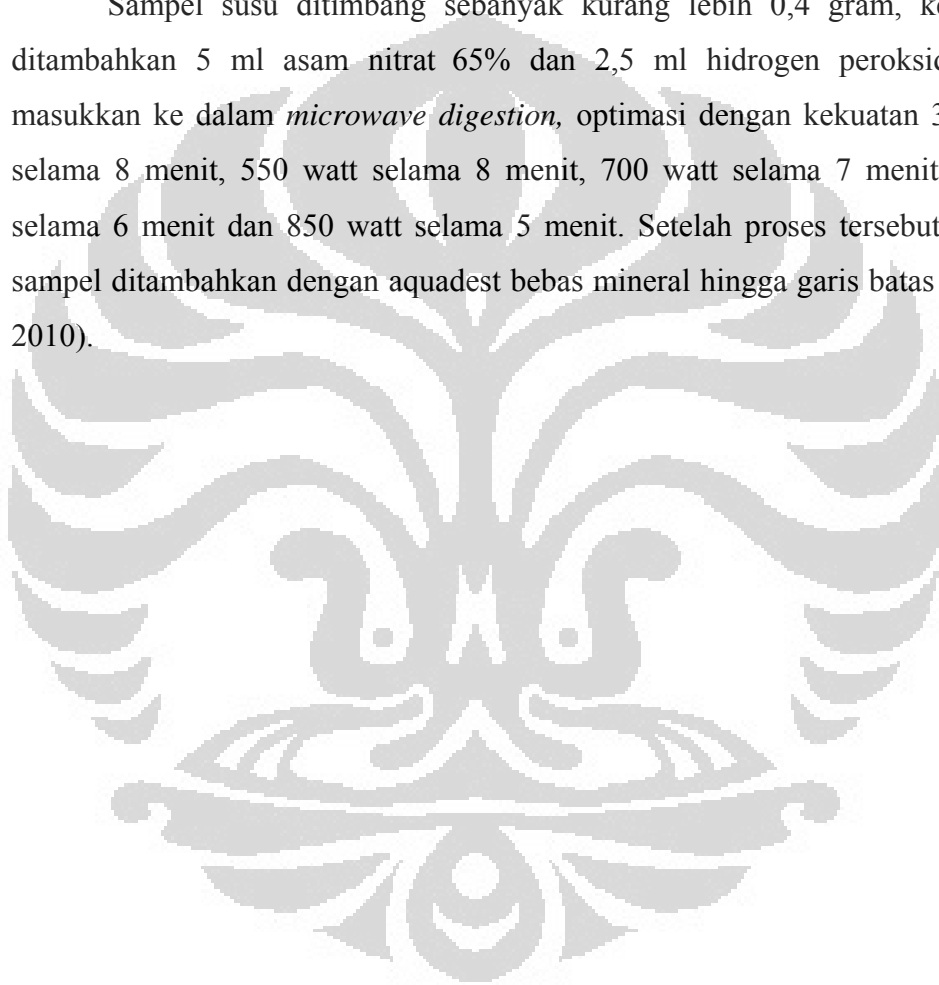 Sampel susu ditimbang sebanyak kurang lebih 0,4 gram,
ditambahkan 5 ml asam nitrat 65% dan 2,5 ml hidrogen
masukkan ke dalam microwave digestion, optimasi dengan kekuatan
selama 8 menit, 550 watt selama 8 menit, 700 watt selama 7 menit
selama 6 menit dan 850 watt selama 5 menit. Setelah proses tersebut
sampel ditambahkan dengan aquadest bebas mineral hingga garis batas
2010).